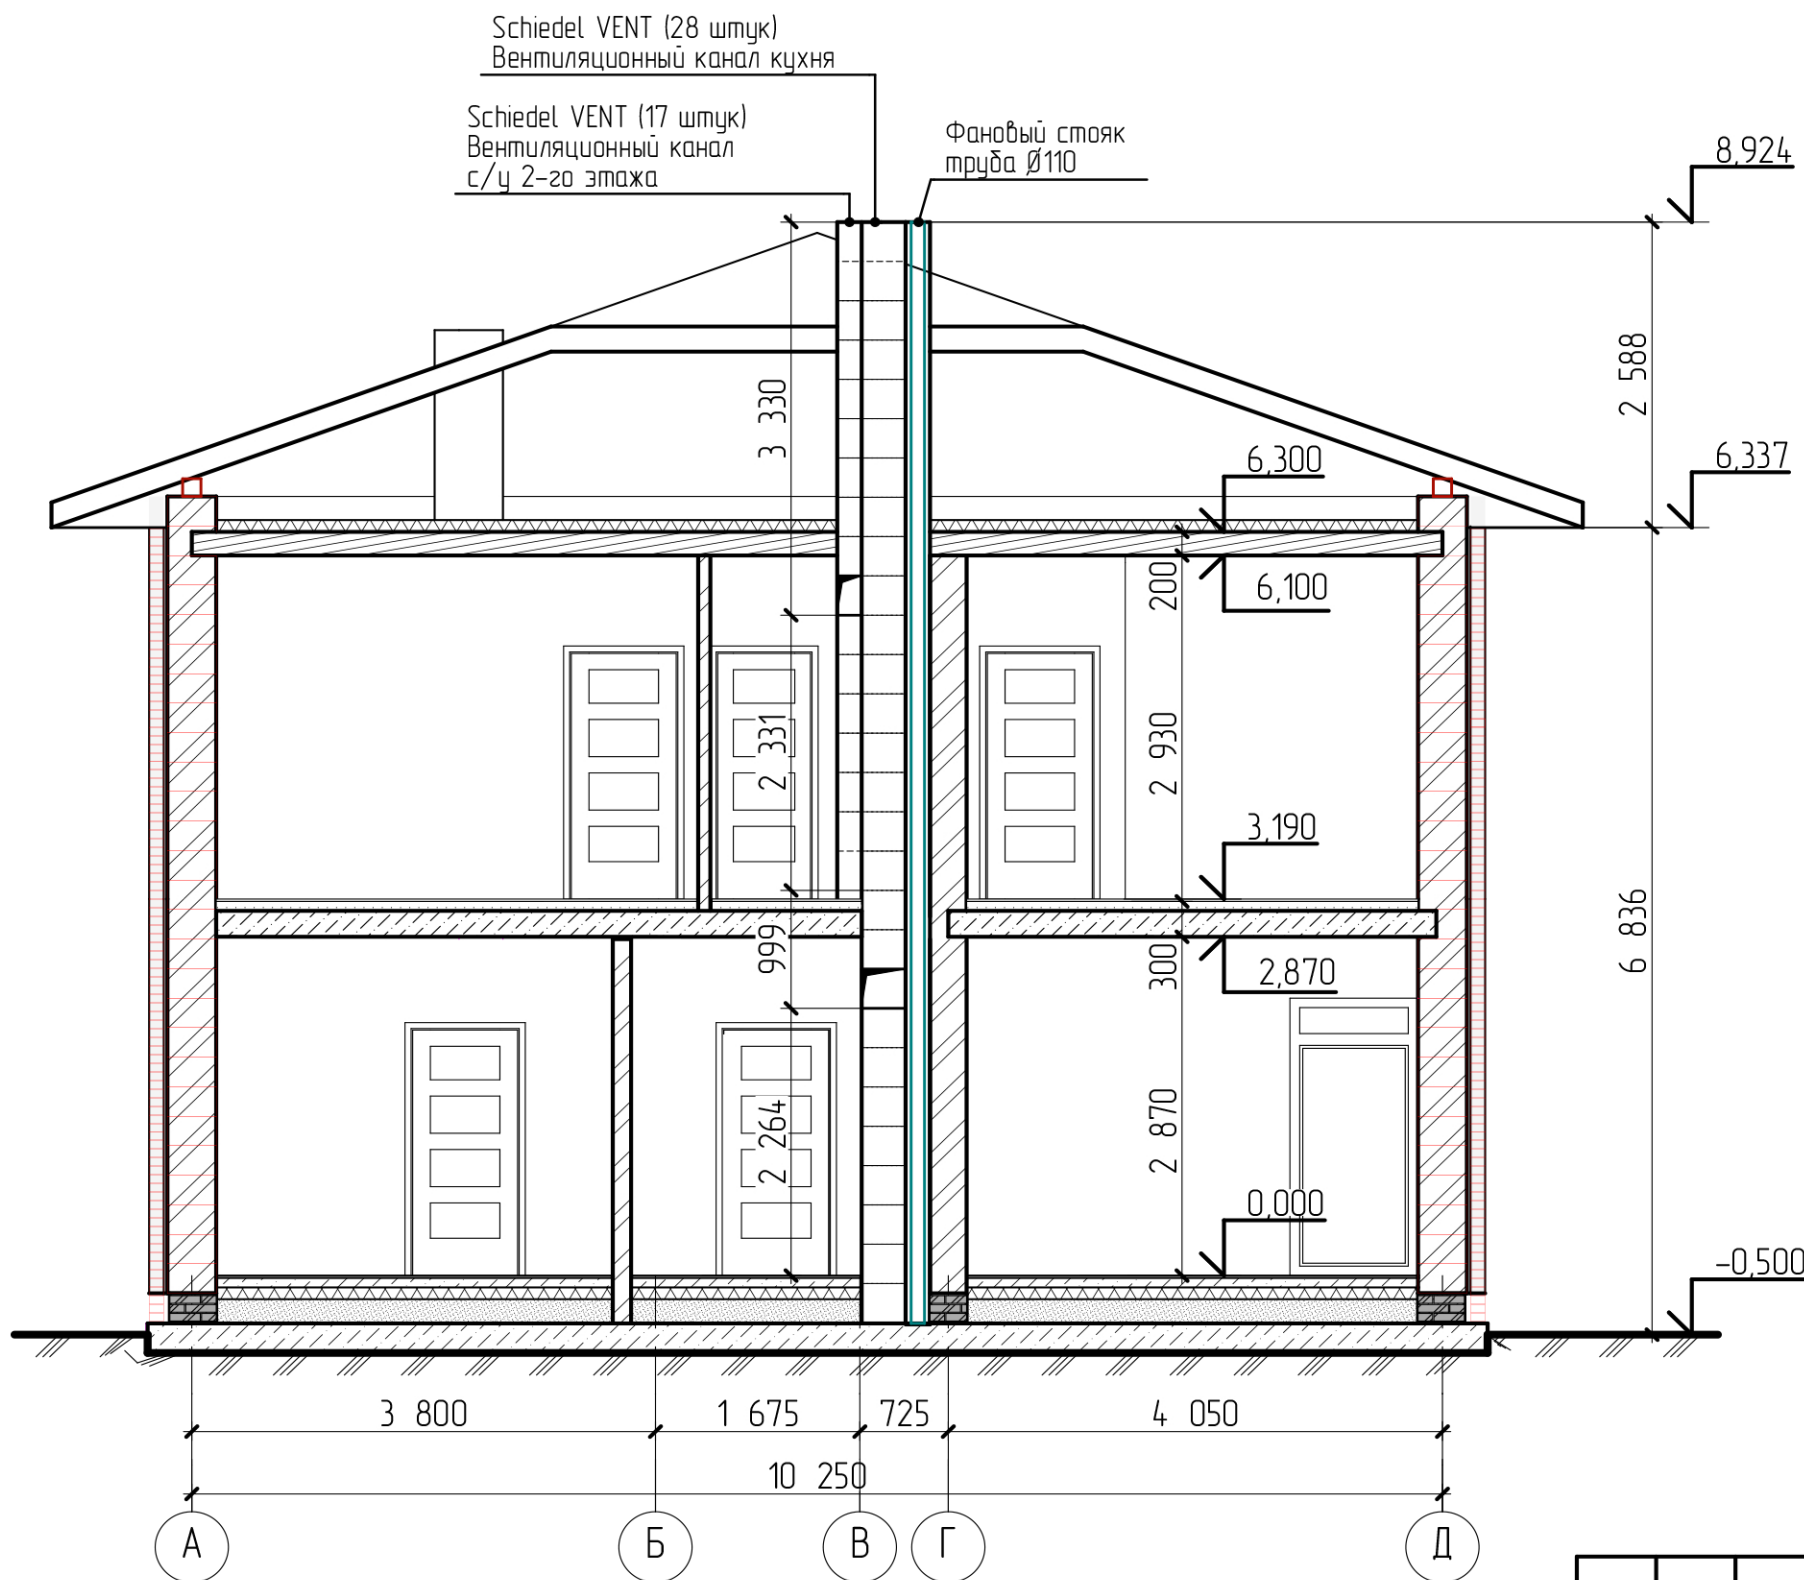 Schiedel VENT (28 штук)
Вентиляционный канал кухня
Schiedel VENT (17 штук)
Вентиляционный канал
с/у 2-го этажа
Фановый стояк
труба Ø110
8,924
3 330
2 588
6,300
6,337
200
6,100
2 331
2 930
3,190
999
300
2,870
6 836
2 264
2 870
0,000
-0,500
3 800
1 675
725
4 050
10 250
А
Б
В
Г
Д